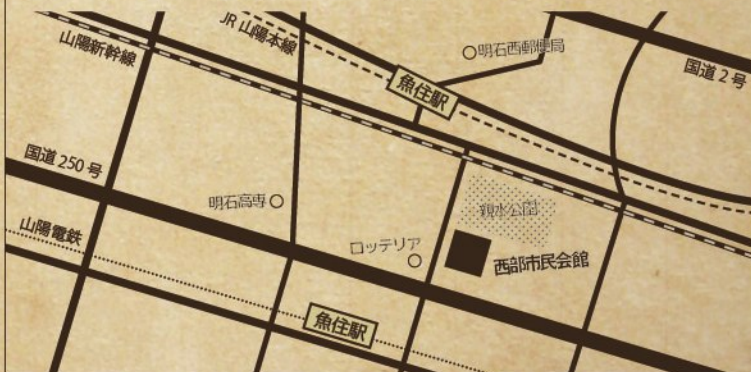 JR 山陽本線
山陽新幹線
明石西郵便局
国道 2 号
魚住駅
国道 250 号
明石高専
親水公園
山陽電鉄
ロッテリア
西部市民会館
魚住駅